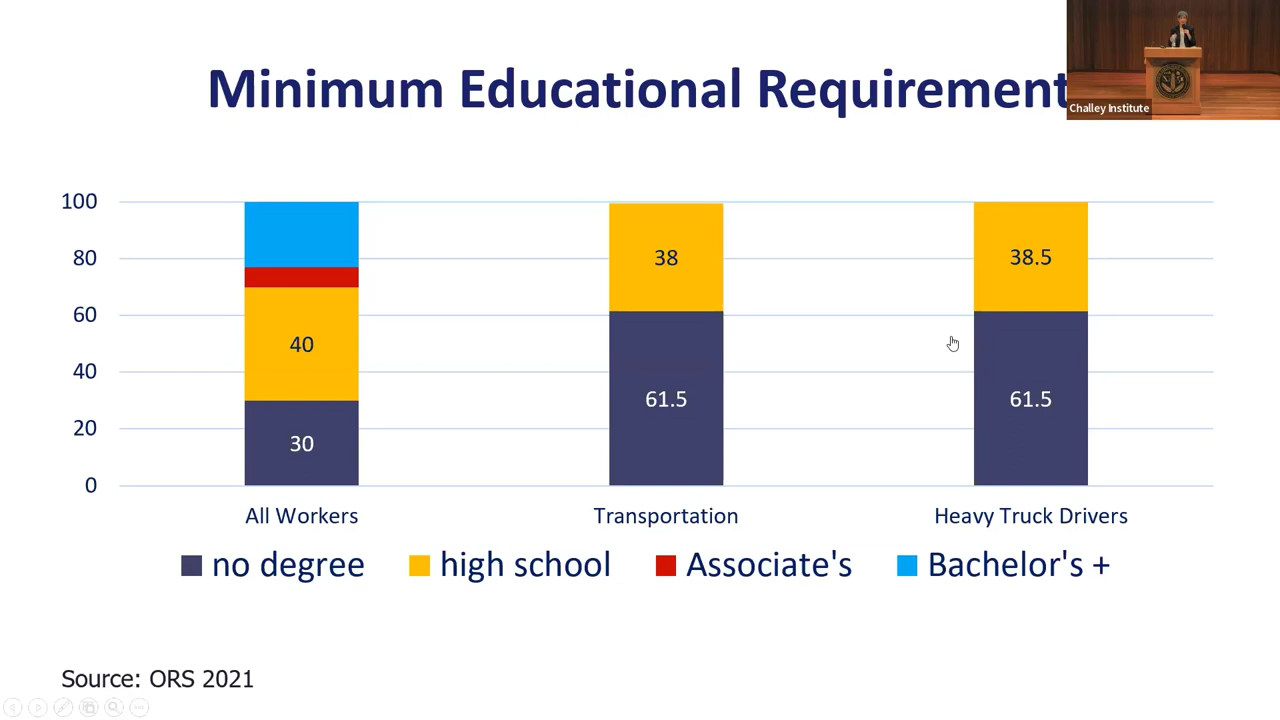 Minimum Educational Requirement
Challey Institute
100
80
60
40
20
0
40
30
38
61.5
38.5
61.5
All Workers
Transportation
Heavy Truck Drivers
no degree
high school
Associate's
Bachelor's +
Source: ORS 2021